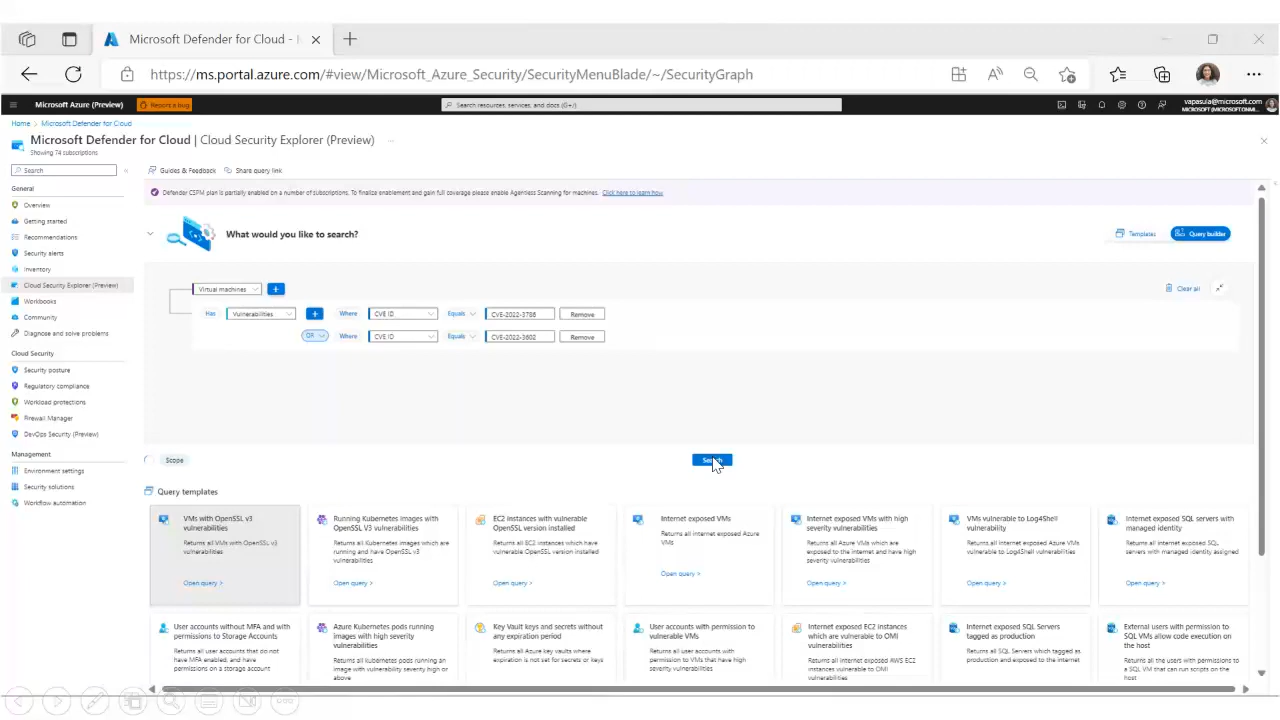 Microsoft Defender for Cloud -
https://ms.portal.azure.com/#view/Microsoft_Azure_Security/SecurityMenuBlade/~/SecurityGraph
Microsoft Azure (Preview)
Report a bug
Search resources, services, and docs (G+/)
vapasula@microsoft.com
Home > Microsoft Defender for Cloud
Microsoft Defender for Cloud | Cloud Security Explorer (Preview) ...
Showing 74 subscriptions
Search
Guides & Feedback
Share query link
General
Overview
Getting started
Recommendations
Security alerts
Inventory
Cloud Security Explorer (Preview)
Workbooks
Community
Diagnose and solve problems
Cloud Security
Security posture
Regulatory compliance
Workload protections
Firewall Manager
DevOps Security (Preview)
Management
Environment settings
Security solutions
Workflow automation
Defender CSPM plan is partially enabled on a number of subscriptions. To finalize enablement and gain full coverage please enable Agentless Scanning for machines. Click here to learn how
What would you like to search?
Templates
Query builder
Virtual machines
Clear all
Has Vulnerabilities Where CVE ID Equals CVE-2022-3786 Remove
OR Where CVE ID Equals CVE-2022-3602 Remove
Scope
Search
Query templates
VMs with OpenSSL v3
vulnerabilities
Returns all VMs with OpenSSL v3
vulnerabilities
Open query >
Running Kubernetes images with
OpenSSL V3 vulnerabilities
Returns all Kubernetes images which are
running and have OpenSSL v3
vulnerabilities
Open query >
EC2 instances with vulnerable
OpenSSL version installed
Returns all EC2 instances which have
vulnerable OpenSSL version installed
Open query >
Internet exposed VMs
Returns all internet exposed Azure
VMs
Open query >
Internet exposed VMs with high
severity vulnerabilities
Returns all Azure VMs which are
exposed to the internet and have high
severity vulnerabilities
Open query >
VMs vulnerable to Log4Shell
vulnerability
Returns all internet exposed Azure
VMs vulnerable to Log4Shell vulnerability
Open query >
Internet exposed SQL servers with
managed identity
Returns all internet exposed SQL
servers with managed identity assigned
Open query >
User accounts without MFA and with
permissions to Storage Accounts
Returns all user accounts that do not
have MFA enabled, and have
permissions on a storage account
Azure Kubernetes pods running
images with high severity
vulnerabilities
Returns all kubernetes pods running an
image with vulnerability severity high or
above
Key Vault keys and secrets without
any expiration period
Returns all Azure key vaults where
expiration is not set for secrets or keys
User accounts with permission to
vulnerable VMs
Returns all user accounts with
permission to VMs that have high
severity vulnerabilities
Internet exposed EC2 instances
which are vulnerable to OMI
vulnerabilities
Returns all internet exposed AWS EC2
instances vulnerable to OMI
vulnerabilities
Internet exposed SQL Servers
tagged as production
Returns all SQL Servers which tagged as
production and exposed to the internet
External users with permission to
SQL VMs allow code execution on
the host
Returns all the users with permissions to
a SQL VM that can run scripts on the
host